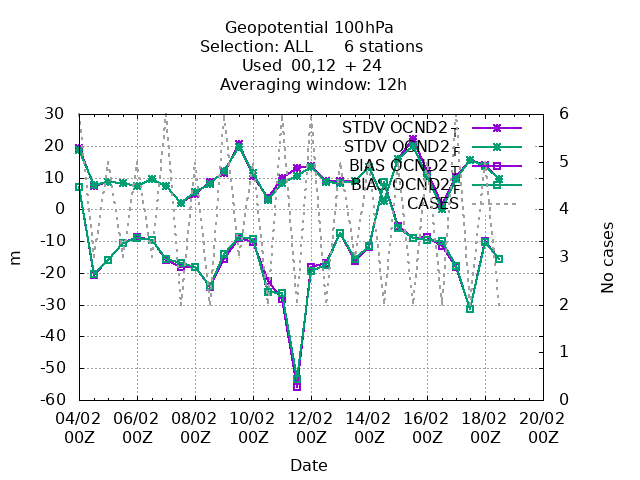 Geopotential 100hPa
Selection: ALL 6 stations
Used 00,12 + 24
Averaging window: 12h
STDV OCND2_T
STDV OCND2_F
BIAS OCND2_T
BIAS OCND2_F
CASES
30
20
10
0
-10
-20
-30
-40
-50
-60
m
6
5
4
3
2
1
0
No cases
04/02 06/02 08/02 10/02 12/02 14/02 16/02 18/02 20/02
00Z 00Z 00Z 00Z 00Z 00Z 00Z 00Z 00Z
Date